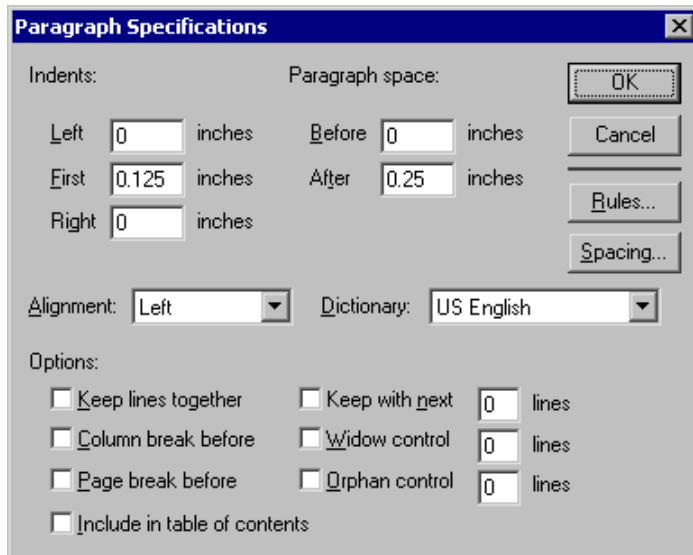 Paragraph Specifications
Indents: Paragraph space: OK
Left 0 inches Before 0 inches Cancel
First 0.125 inches After 0.25 inches
Right 0 inches Rules...
Spacing...
Alignment: Left Dictionary: US English
Options:
Keep lines together Keep with next 0 lines
Column break before Widow control 0 lines
Page break before Orphan control 0 lines
Include in table of contents